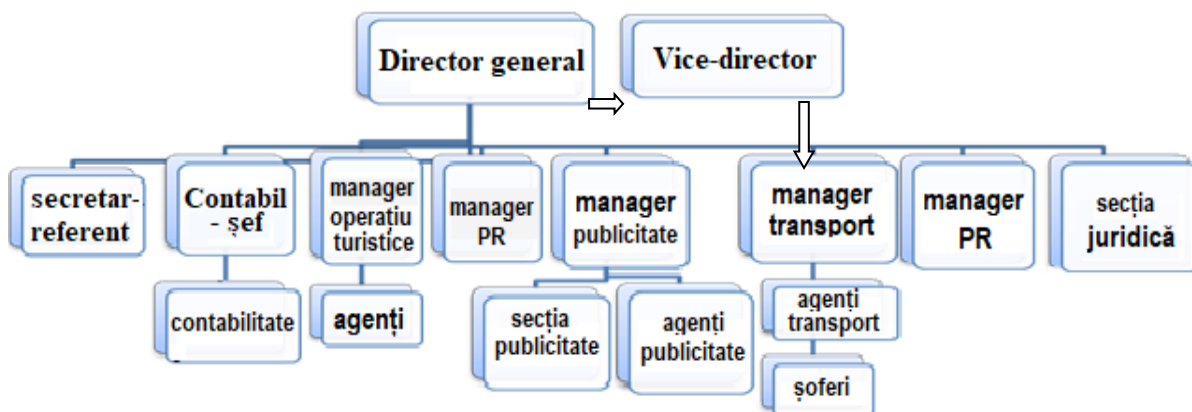 Director general
Vice-director
secretar-
referent
Contabil
- șef
manager
operațiu
turistice
manager
PR
manager
publicitate
manager
transport
manager
PR
secția
juridică
contabilitate
agenți
secția
publicitate
agenți
publicitate
agenți
transport
șoferi